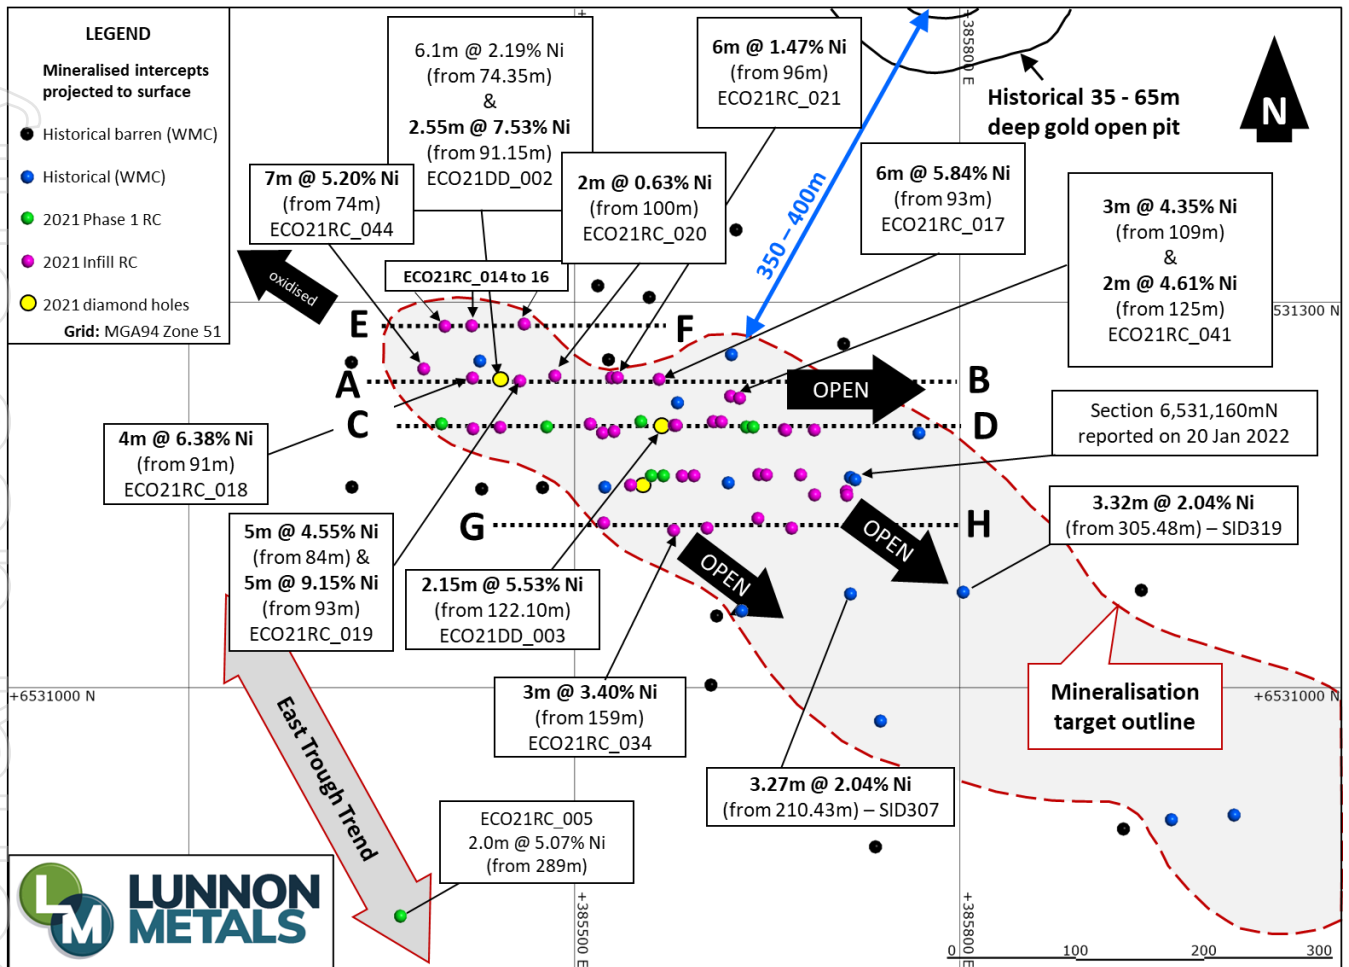 LEGEND
Mineralised intercepts
projected to surface
Historical barren (WMC)
Historical (WMC)
2021 Phase 1 RC
2021 Infill RC
2021 diamond holes
Grid: MGA94 Zone 51
6.1m @ 2.19% Ni
(from 74.35m)
&
2.55m @ 7.53% Ni
(from 91.15m)
ECO21DD_002
6m @ 1.47% Ni
(from 96m)
ECO21RC_021
+385800 E
Historical 35 - 65m
deep gold open pit
N
7m @ 5.20% Ni
(from 74m)
ECO21RC_044
2m @ 0.63% Ni
(from 100m)
ECO21RC_020
350 – 400m
6m @ 5.84% Ni
(from 93m)
ECO21RC_017
3m @ 4.35% Ni
(from 109m)
&
2m @ 4.61% Ni
(from 125m)
ECO21RC_041
oxidised
ECO21RC_014 to 16
531300 N
E
F
A
OPEN
B
C
D
Section 6,531,160mN
reported on 20 Jan 2022
4m @ 6.38% Ni
(from 91m)
ECO21RC_018
G
H
OPEN
OPEN
3.32m @ 2.04% Ni
(from 305.48m) – SID319
5m @ 4.55% Ni
(from 84m) &
5m @ 9.15% Ni
(from 93m)
ECO21RC_019
2.15m @ 5.53% Ni
(from 122.10m)
ECO21DD_003
3m @ 3.40% Ni
(from 159m)
ECO21RC_034
Mineralisation
target outline
+6531000 N
+6531000 N
East Trough Trend
3.27m @ 2.04% Ni
(from 210.43m) – SID307
ECO21RC_005
2.0m @ 5.07% Ni
(from 289m)
LM
LUNNON
METALS
+385500 E
+385800 E
0 100 200 300